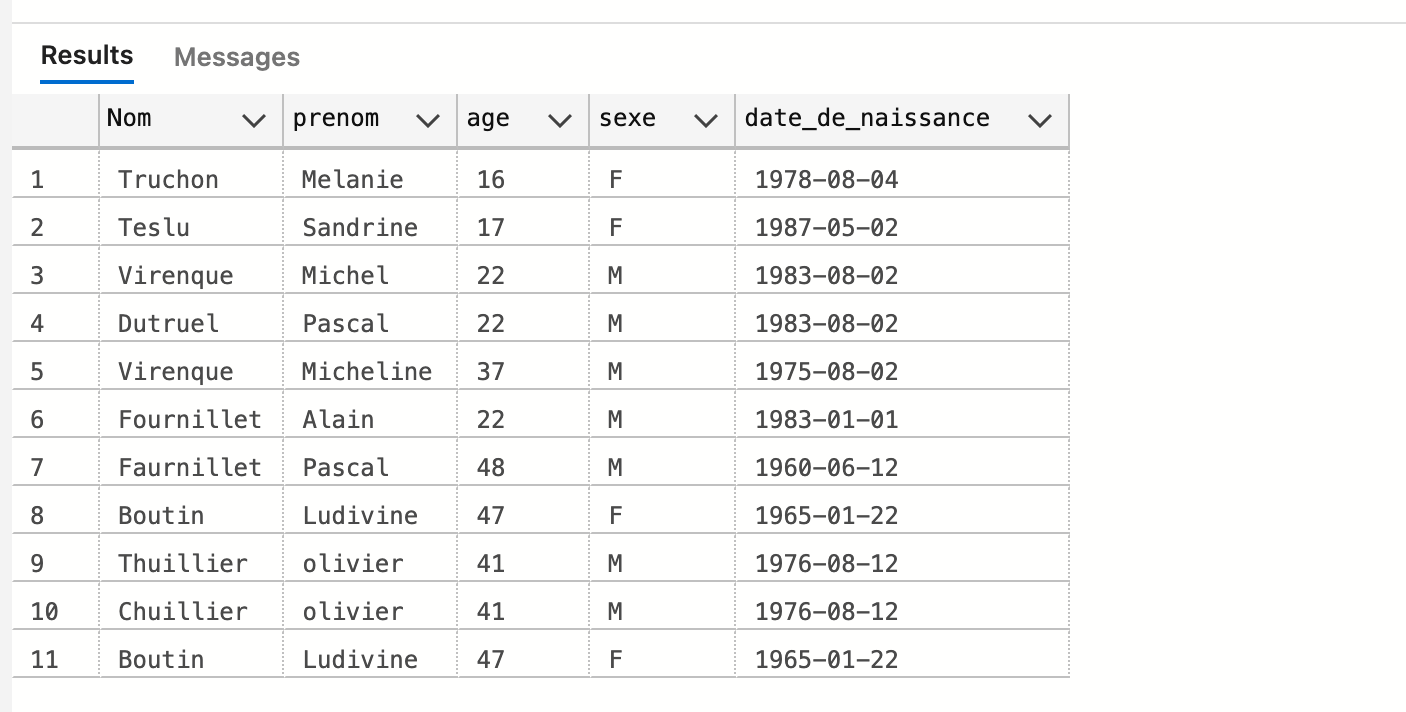 Results Messages
Nom prenom age sexe date_de_naissance
1 Truchon Melanie 16 F 1978-08-04
2 Teslu Sandrine 17 F 1987-05-02
3 Virenque Michel 22 M 1983-08-02
4 Dutruel Pascal 22 M 1983-08-02
5 Virenque Micheline 37 M 1975-08-02
6 Fournillet Alain 22 M 1983-01-01
7 Faurnillet Pascal 48 M 1960-06-12
8 Boutin Ludivine 47 F 1965-01-22
9 Thuillier olivier 41 M 1976-08-12
10 Chuillier olivier 41 M 1976-08-12
11 Boutin Ludivine 47 F 1965-01-22